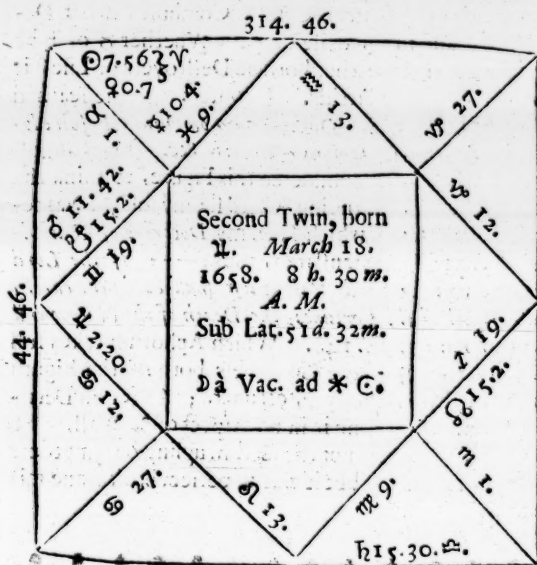 314. 46.
☉7.56 } ♈
♀0.7
☿10.4.
♓ 9.
♒ 13.
♑ 27.
♉ 1.
♂ 11. 42.
☋15.2.
♊ 19.
♑ 12.
Second Twin, born
♃. March 18.
1658. 8 h. 30 m.
A. M.
Sub Lat. 51d. 32m.
☽ à Vac. ad ⚹ ☾.
44. 46.
♃ 2.20.
♋ 12.
♐ 19.
☊15.2.
♋ 27.
♌ 13.
♍ 9.
♏ 1.
♄15.30.♎.